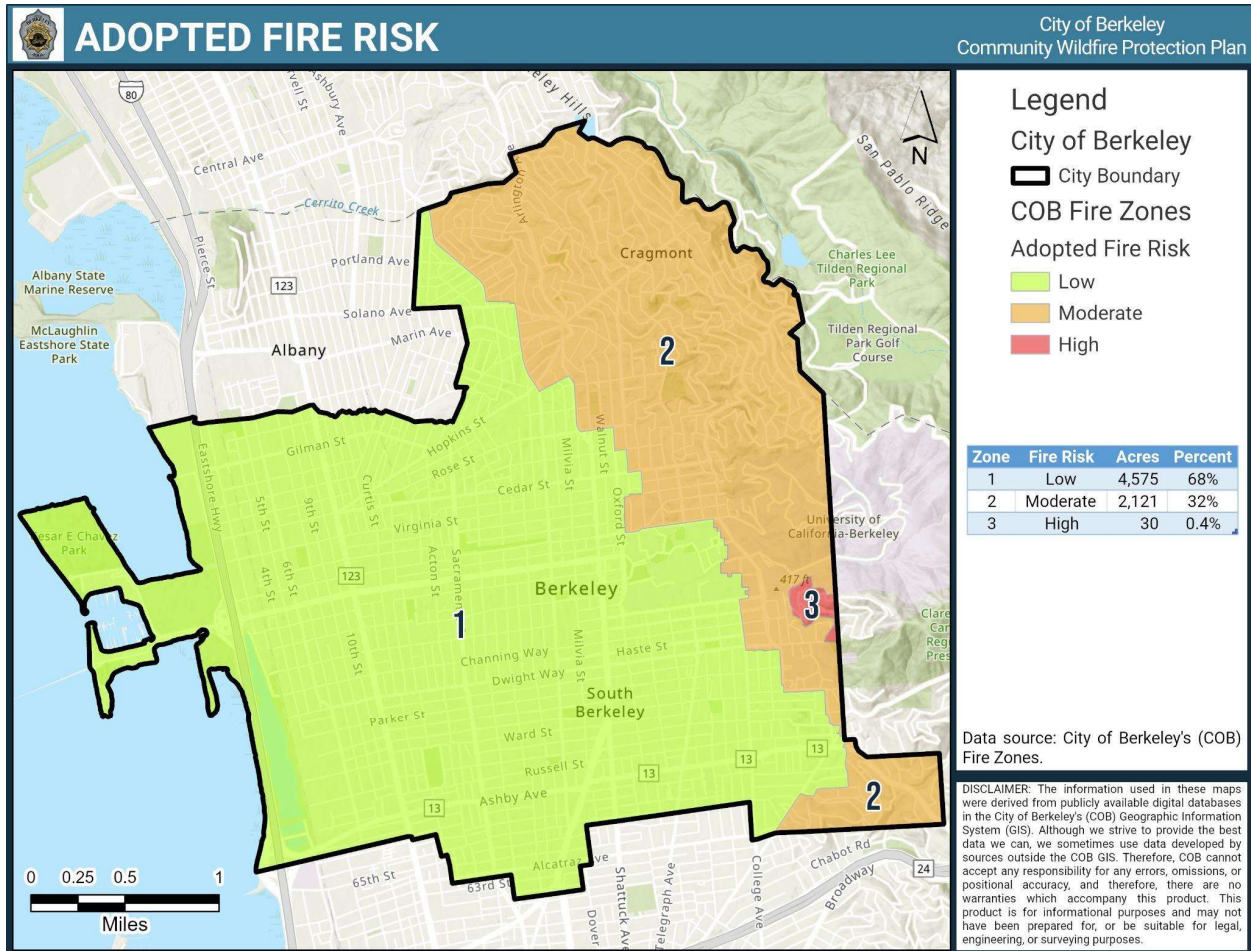 ADOPTED FIRE RISK
City of Berkeley
Community Wildfire Protection Plan
80
Ashbury Ave
Central Ave
Cerrito Creek
Pierce St
Portland Ave
123
Solano Ave
Marin Ave
Albany
Albany State
Marine Reserve
McLaughlin
Eastshore State
Park
Arlington
Cragmont
San Pablo Ridge
N
Charles Lee
Tilden Regional
Park
Tilden Regional
Park Golf
Course
2
Eastshore Hwy
Gilman St
Hopkins St
Rose St
Cedar St
Milvia St
Walnut St
Oxford St
Curtis St
5th St
9th St
Virginia St
Acton St
Sacramen
4th St
6th St
123
10th St
Berkeley
University of
California-Berkeley
417 ft
3
1
esar E Chavez
Park
Channing Way
Dwight Way
Milvia St
Haste St
South
Berkeley
Parker St
Ward St
Russell St
Ashby Ave
13
13
13
13
2
Alcatraz Ave
65th St
63rd St
Dover
Shattuck Ave
Telegraph Ave
College Ave
Chabot Rd
Broadway
24
0 0.25 0.5 1
Miles
Legend
City of Berkeley
City Boundary
COB Fire Zones
Adopted Fire Risk
Low
Moderate
High
Zone Fire Risk Acres Percent
1 Low 4,575 68%
2 Moderate 2,121 32%
3 High 30 0.4%
Data source: City of Berkeley's (COB)
Fire Zones.
DISCLAIMER: The information used in these maps
were derived from publicly available digital databases
in the City of Berkeley's (COB) Geographic Information
System (GIS). Although we strive to provide the best
data we can, we sometimes use data developed by
sources outside the COB GIS. Therefore, COB cannot
accept any responsibility for any errors, omissions, or
positional accuracy, and therefore, there are no
warranties which accompany this product. This
product is for informational purposes and may not
have been prepared for, or be suitable for legal,
engineering, or surveying purposes.